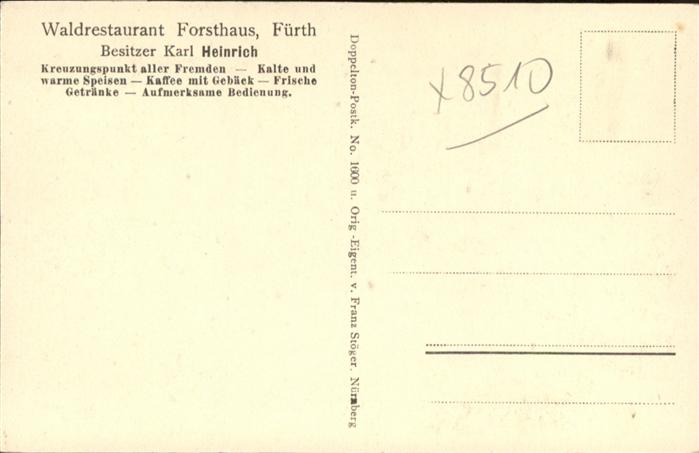 Waldrestaurant Forsthaus, Fürth
Besitzer Karl Heinrich
Kreuzungspunkt aller Fremden — Kalte und
warme Speisen — Kaffee mit Gebäck — Frische
Getränke — Aufmerksame Bedienung.
Doppelton-Postk. No. 1600 u. Orig -Eigent. v. Franz Stöger. Nürnberg
x8510